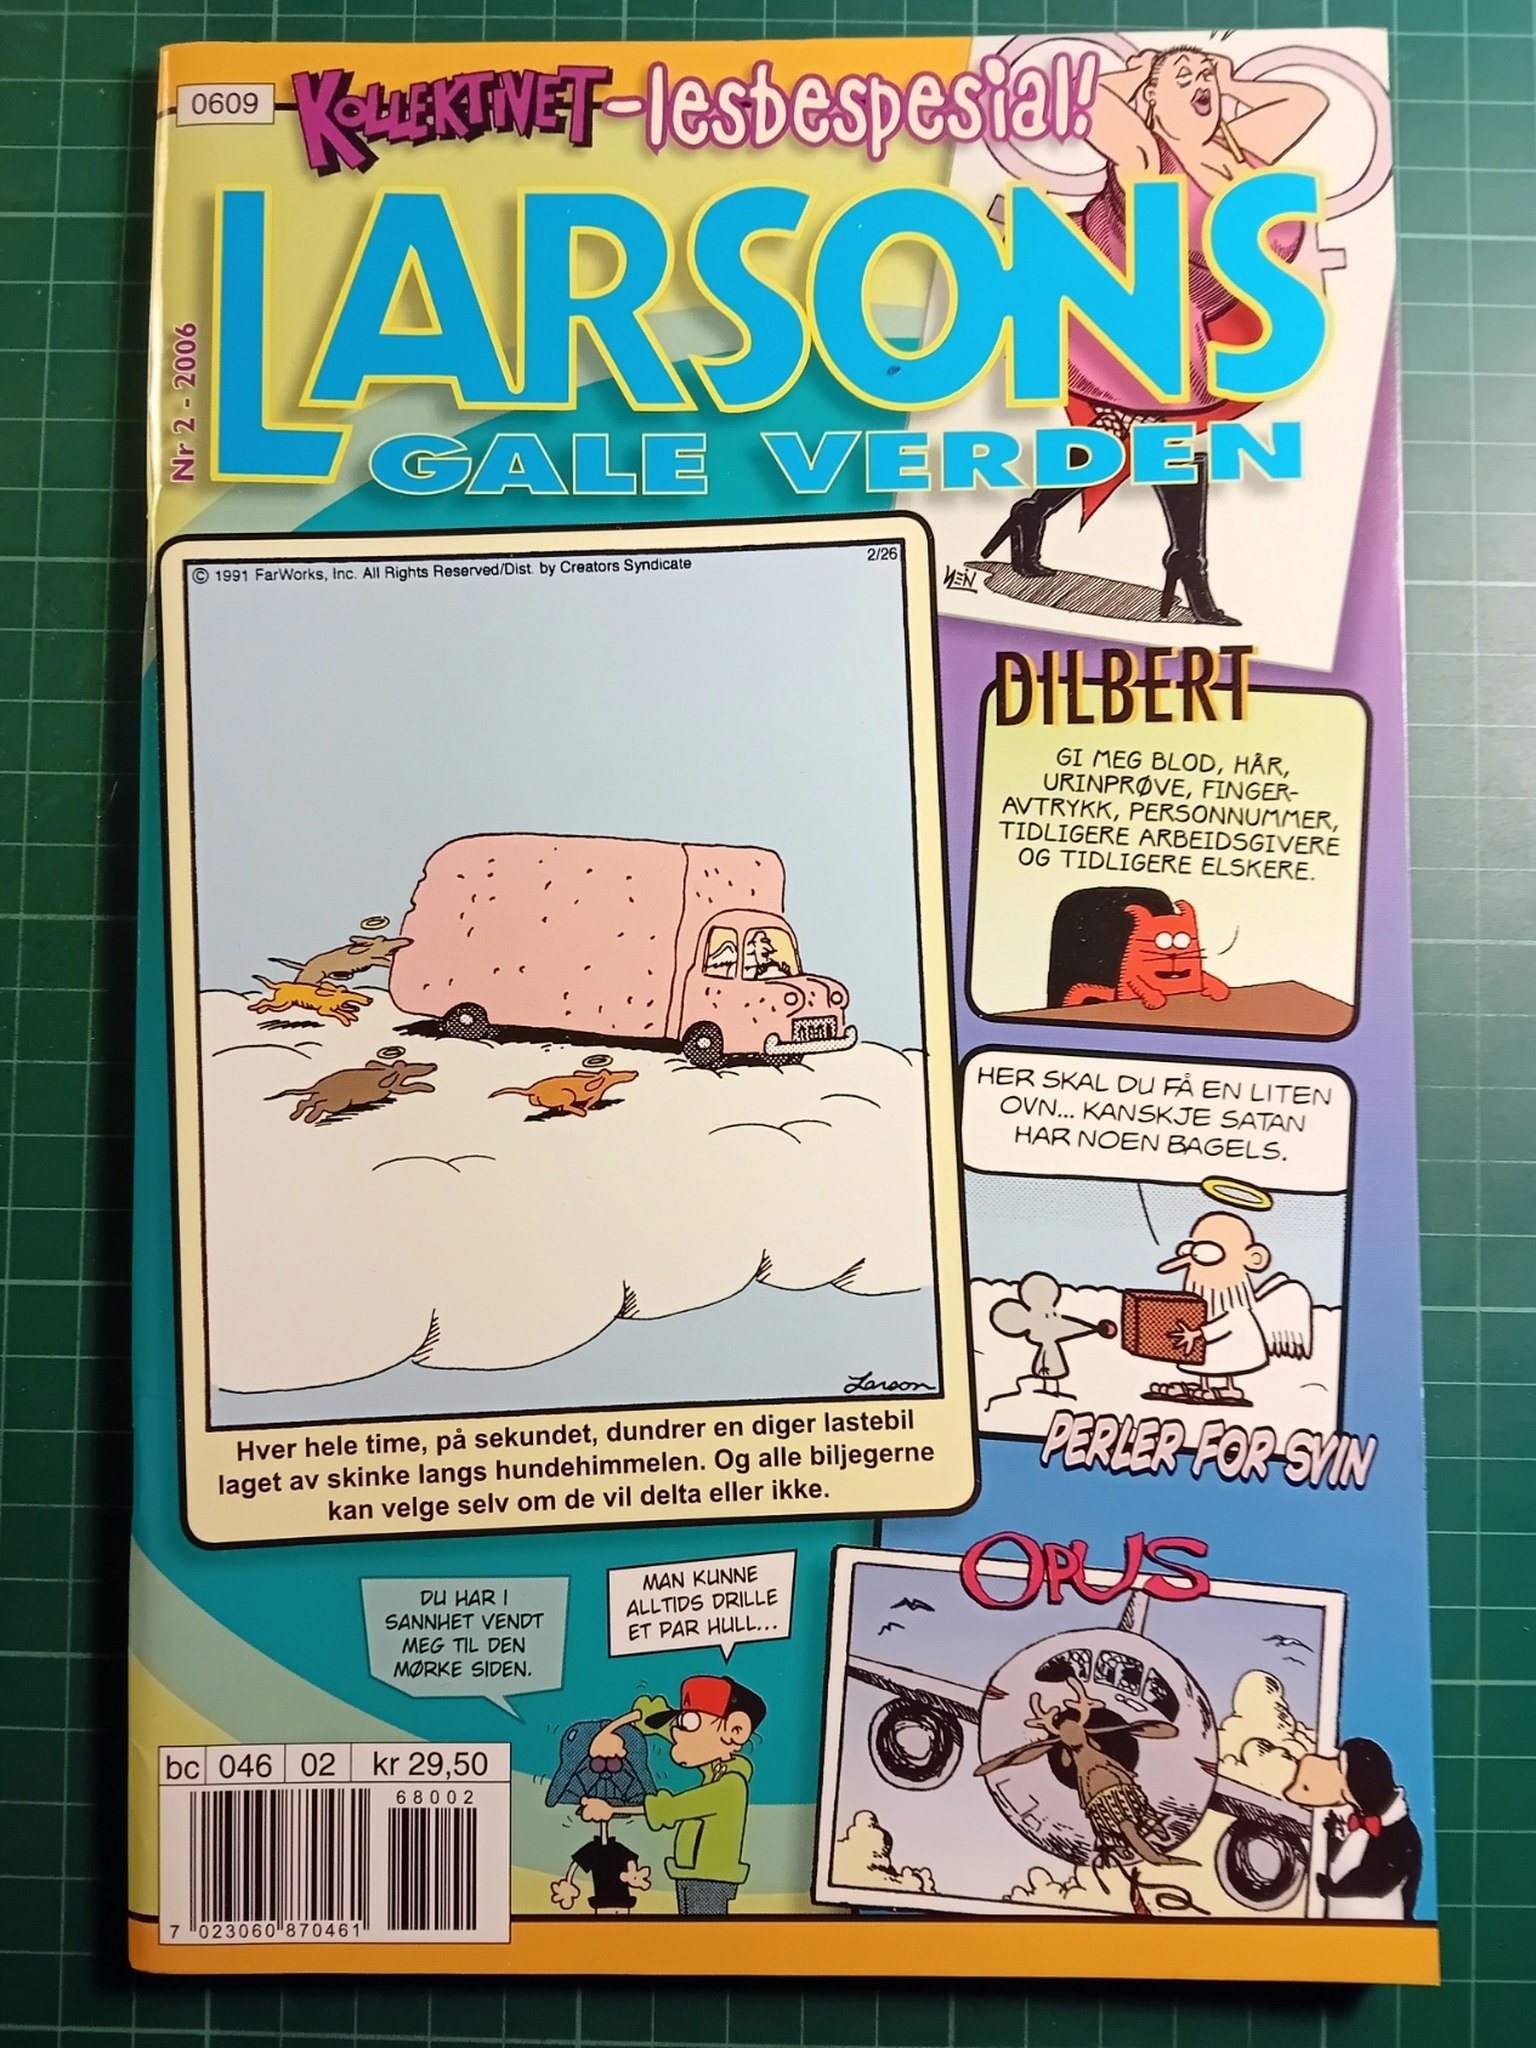 0609
KOLLEKTIVET-lesbespesial!
LARSONS
GALE VERDEN
Nr 2 - 2006
© 1991 FarWorks, Inc. All Rights Reserved/Dist. by Creators Syndicate
2/26
Larson
Hver hele time, på sekundet, dundrer en diger lastebil
laget av skinke langs hundehimmelen. Og alle biljegerne
kan velge selv om de vil delta eller ikke.
DILBERT
GI MEG BLOD, HÅR,
URINPRØVE, FINGER-
AVTRYKK, PERSONNUMMER,
TIDLIGERE ARBEIDSGIVERE
OG TIDLIGERE ELSKERE.
HER SKAL DU FÅ EN LITEN
OVN... KANSKJE SATAN
HAR NOEN BAGELS.
PERLER FOR SVIN
OPUS
DU HAR I
SANNHET VENDT
MEG TIL DEN
MØRKE SIDEN.
MAN KUNNE
ALLTIDS DRILLE
ET PAR HULL...
A
bc 046 02 kr 29,50
68002
7 023060 870461